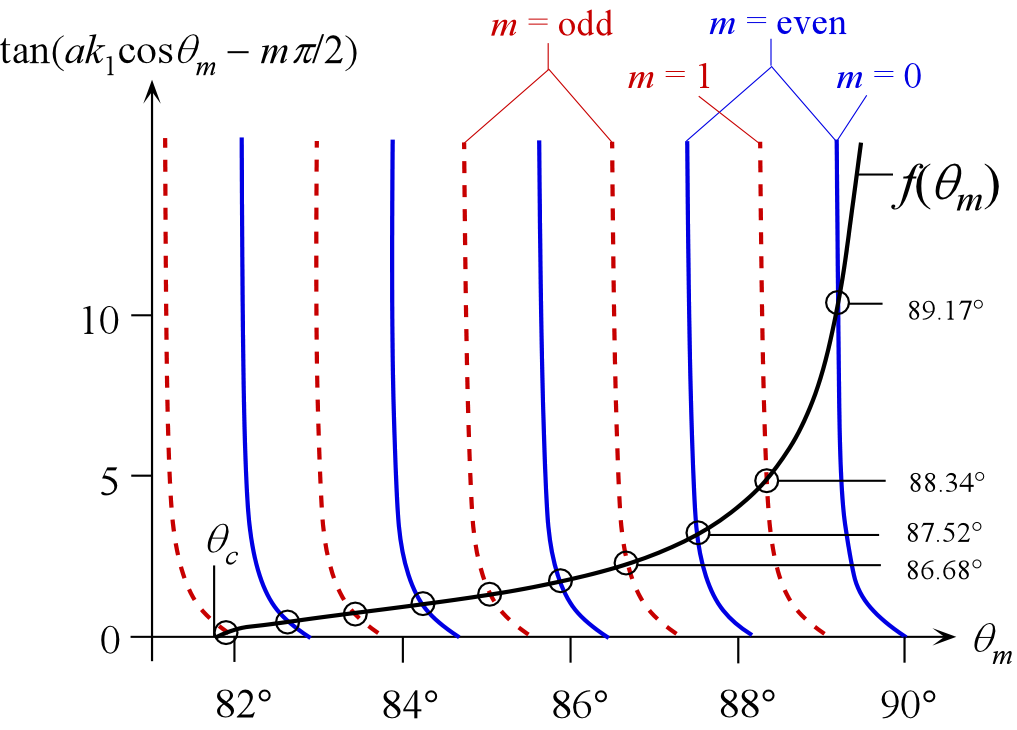 m = odd
m = even
tan(ak₁cosθₘ − mπ/2)
m = 1
m = 0
f(θₘ)
10
89.17°
5
88.34°
θ_c
87.52°
86.68°
0
θₘ
82°
84°
86°
88°
90°